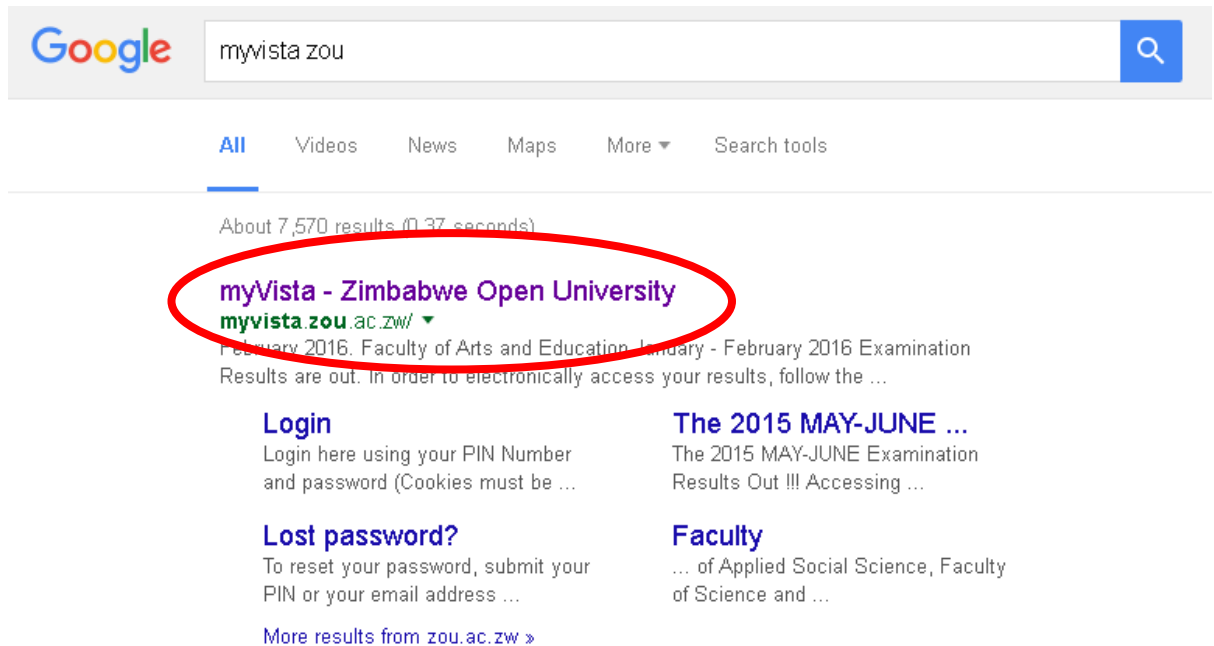 Google
myvista zou
All Videos News Maps More Search tools
About 7,570 results (0.37 seconds)
myVista - Zimbabwe Open University
myvista.zou.ac.zw/
February 2016. Faculty of Arts and Education January - February 2016 Examination
Results are out. In order to electronically access your results, follow the ...
Login
Login here using your PIN Number
and password (Cookies must be ...
The 2015 MAY-JUNE ...
The 2015 MAY-JUNE Examination
Results Out !!! Accessing ...
Lost password?
To reset your password, submit your
PIN or your email address ...
Faculty
... of Applied Social Science, Faculty
of Science and ...
More results from zou.ac.zw »